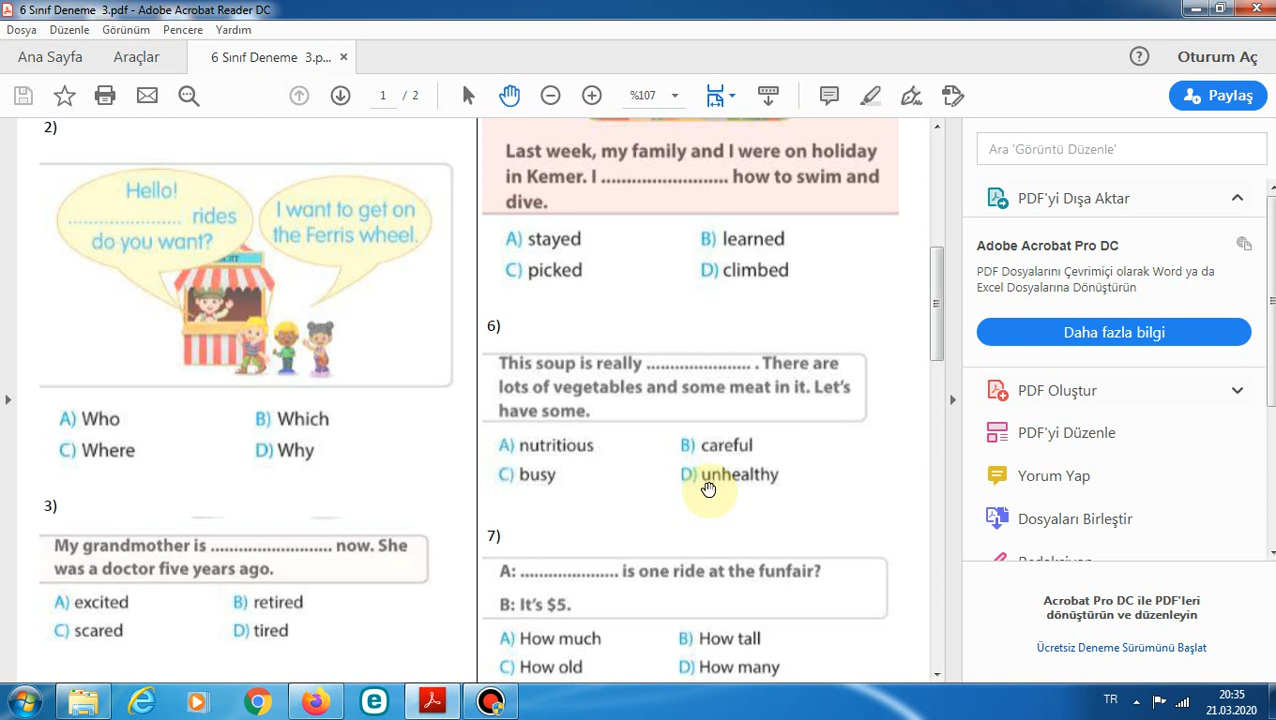 6 Sınıf Deneme 3.pdf - Adobe Acrobat Reader DC
Dosya Düzenle Görünüm Pencere Yardım
Ana Sayfa Araçlar 6 Sınıf Deneme 3.p... × Oturum Aç
1 / 2 %107 Paylaş
2)
Hello!
........................ rides
do you want?
I want to get on
the Ferris wheel.
A) Who B) Which
C) Where D) Why
3)
My grandmother is ........................... now. She
was a doctor five years ago.
A) excited B) retired
C) scared D) tired
Last week, my family and I were on holiday
in Kemer. I ............................ how to swim and
dive.
A) stayed B) learned
C) picked D) climbed
6)
This soup is really ....................... . There are
lots of vegetables and some meat in it. Let's
have some.
A) nutritious B) careful
C) busy D) unhealthy
7)
A: ...................... is one ride at the funfair?
B: It's $5.
A) How much B) How tall
C) How old D) How many
Ara 'Görüntü Düzenle'
PDF'yi Dışa Aktar
Adobe Acrobat Pro DC
PDF Dosyalarını Çevrimiçi olarak Word ya da
Excel Dosyalarına Dönüştürün
Daha fazla bilgi
PDF Oluştur
PDF'yi Düzenle
Yorum Yap
Dosyaları Birleştir
Redaksiyon
Acrobat Pro DC ile PDF'leri
dönüştürün ve düzenleyin
Ücretsiz Deneme Sürümünü Başlat
TR 20:35
21.03.2020